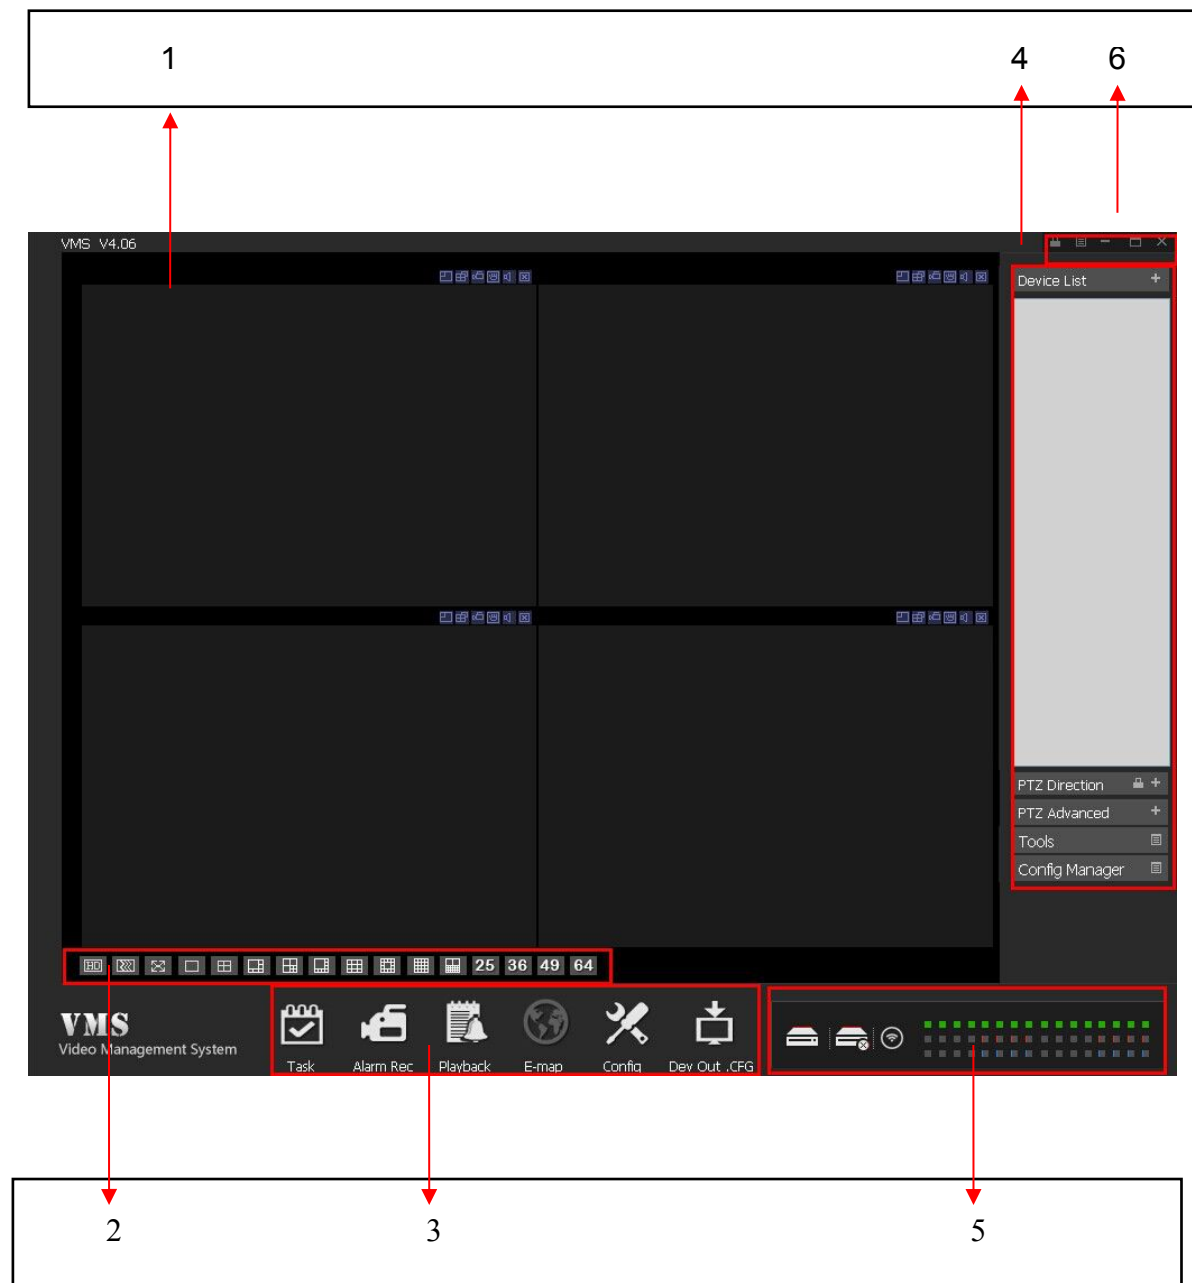 1 4 6
VMS V4.06
Device List
PTZ Direction
PTZ Advanced
Tools
Config Manager
HD 25 36 49 64
VMS
Video Management System
Task Alarm Rec Playback E-map Config Dev Out .CFG
2 3 5